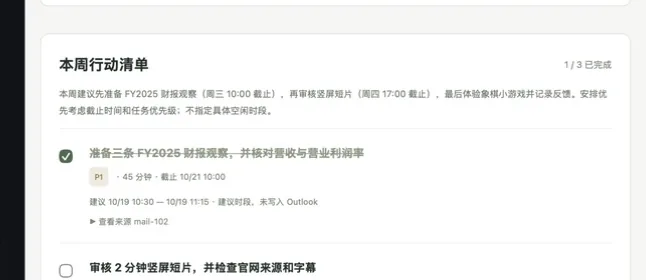 本周行动清单
1 / 3 已完成
本周建议先准备 FY2025 财报观察（周三 10:00 截止），再审核竖屏短片（周四 17:00 截止），最后体验象棋小游戏并记录反馈。安排优
先考虑截止时间和任务优先级；不指定具体空闲时段。
准备三条 FY2025 财报观察，并核对营收与营业利润率
P1 · 45 分钟 · 截止 10/21 10:00
建议 10/19 10:30 — 10/19 11:15 · 建议时段，未写入 Outlook
▶ 查看来源 mail-102
审核 2 分钟竖屏短片，并检查官网来源和字幕